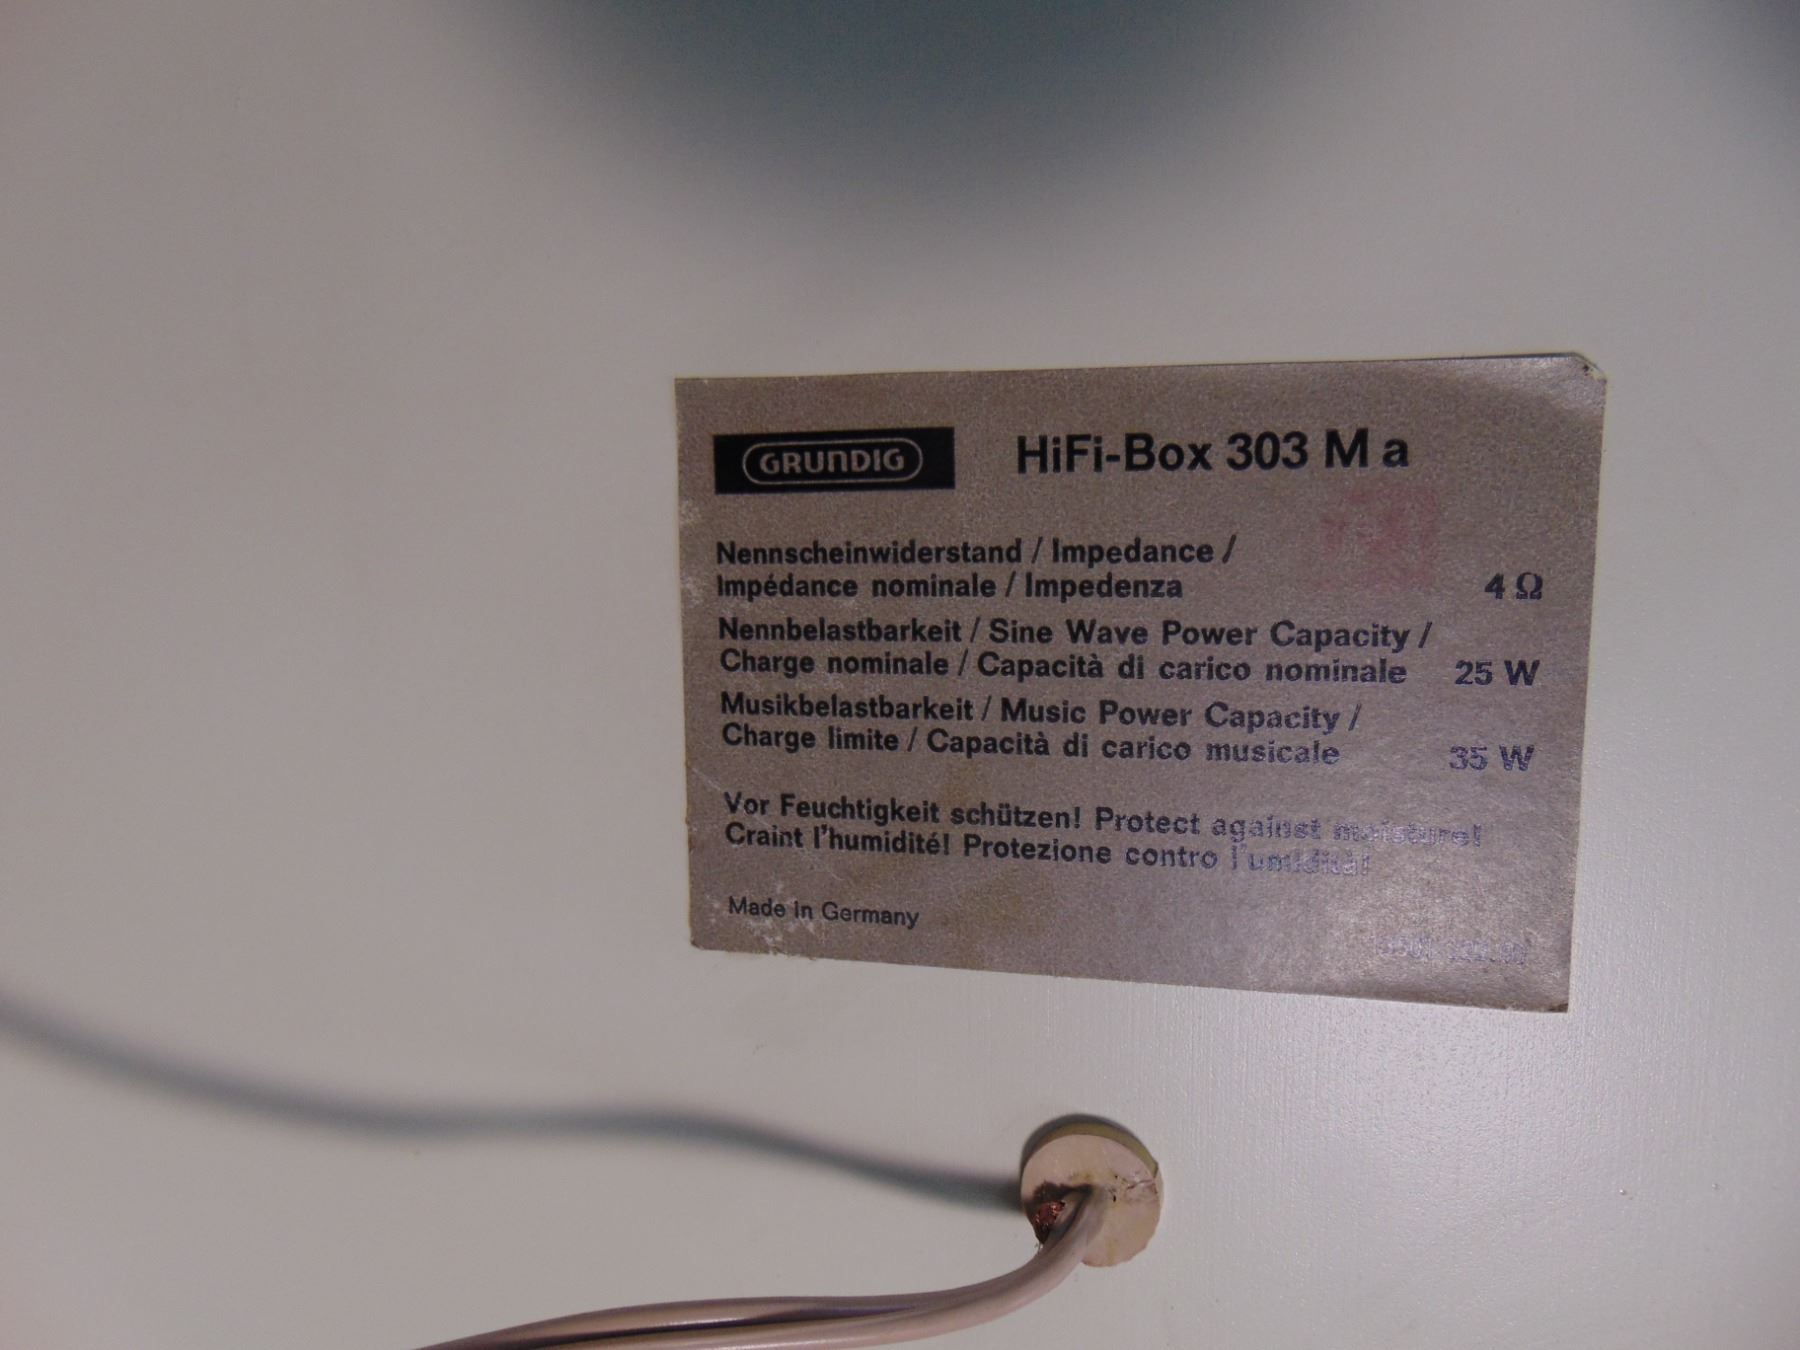 GRUNDIG HiFi-Box 303 M a
Nennscheinwiderstand / Impedance /
Impédance nominale / Impedenza 4 Ω
Nennbelastbarkeit / Sine Wave Power Capacity /
Charge nominale / Capacità di carico nominale 25 W
Musikbelastbarkeit / Music Power Capacity /
Charge limite / Capacità di carico musicale 35 W
Vor Feuchtigkeit schützen! Protect against moisture!
Craint l'humidité! Protezione contro l'umidità!
Made in Germany